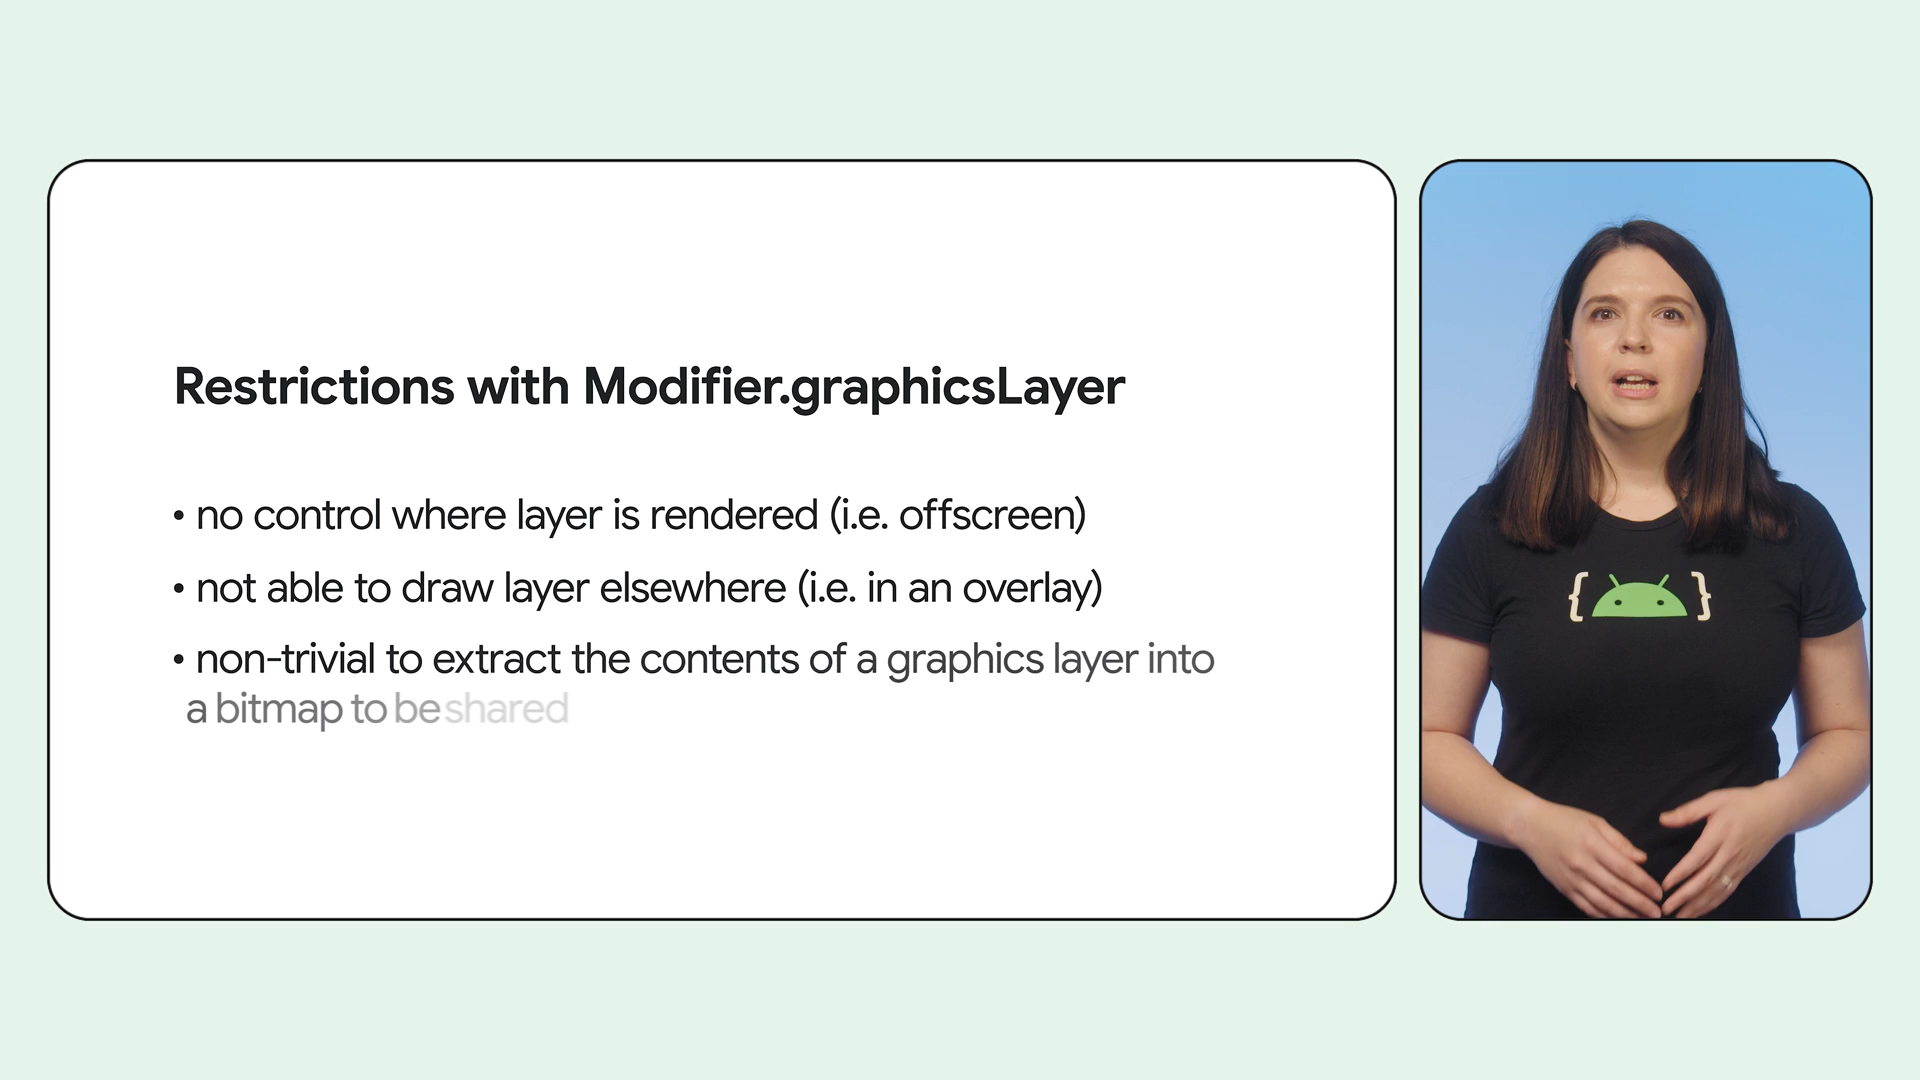 Restrictions with Modifier.graphicsLayer
• no control where layer is rendered (i.e. offscreen)
• not able to draw layer elsewhere (i.e. in an overlay)
• non-trivial to extract the contents of a graphics layer into
a bitmap to be shared
{ }